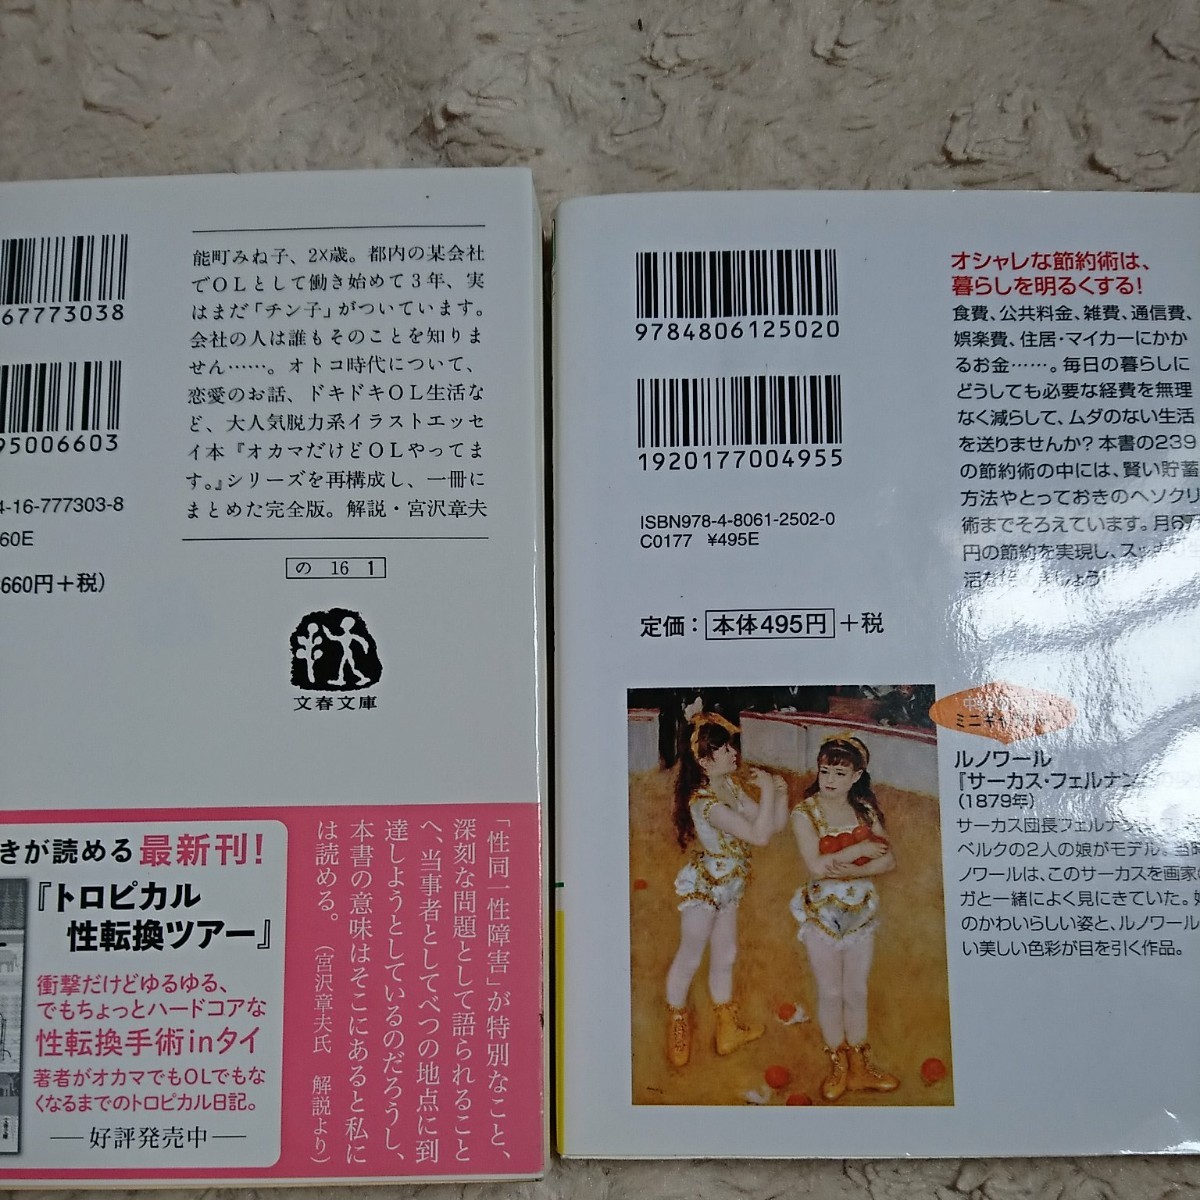 67773038
95006603
4-16-777303-8
60E
660円+税)
能町みね子、2X歳。都内の某会社
でOLとして働き始めて3年、実
はまだ「チン子」がついています。
会社の人は誰もそのことを知りま
せん……。オトコ時代について、
恋愛のお話、ドキドキOL生活な
ど、大人気脱力系イラストエッセ
イ本『オカマだけどOLやってま
す。』シリーズを再構成し、一冊に
まとめた完全版。解説・宮沢章夫
の 16 1
文春文庫
きが読める最新刊!
『トロピカル
性転換ツアー』
衝撃だけどゆるゆる、
でもちょっとハードコアな
性転換手術inタイ
著者がオカマでもOLでもな
くなるまでのトロピカル日記。
―好評発売中―
「性同一性障害」が特別なこと、
深刻な問題として語られること
へ、当事者としてべつの地点に到
達しようとしているのだろうし、
本書の意味はそこにあると私に
は読める。(宮沢章夫氏 解説より)
9784806125020
1920177004955
ISBN978-4-8061-2502-0
C0177 ¥495E
定価:本体495円+税
オシャレな節約術は、
暮らしを明るくする!
食費、公共料金、雑費、通信費、
娯楽費、住居・マイカーにかか
るお金……。毎日の暮らしに
どうしても必要な経費を無理
なく減らして、ムダのない生活
を送りませんか?本書の239
の節約術の中には、賢い貯蓄
方法やとっておきのヘソクリ
術までそろえています。月6万
円の節約を実現し、スッ
活を
ミニギャ
ルノワール
『サーカス・フェルナン
(1879年)
サーカス団長フェルナン
ベルクの2人の娘がモデル。当時
ノワールは、このサーカスを画家の
ガと一緒によく見にきていた。
のかわいらしい姿と、ルノワール
い美しい色彩が目を引く作品。